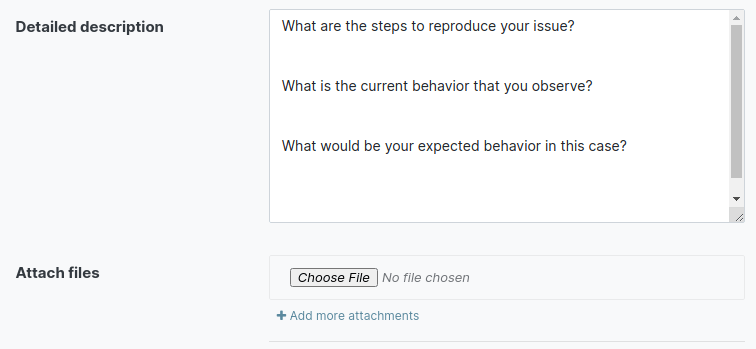 Detailed description
What are the steps to reproduce your issue?
What is the current behavior that you observe?
What would be your expected behavior in this case?
Attach files
Choose File No file chosen
+ Add more attachments